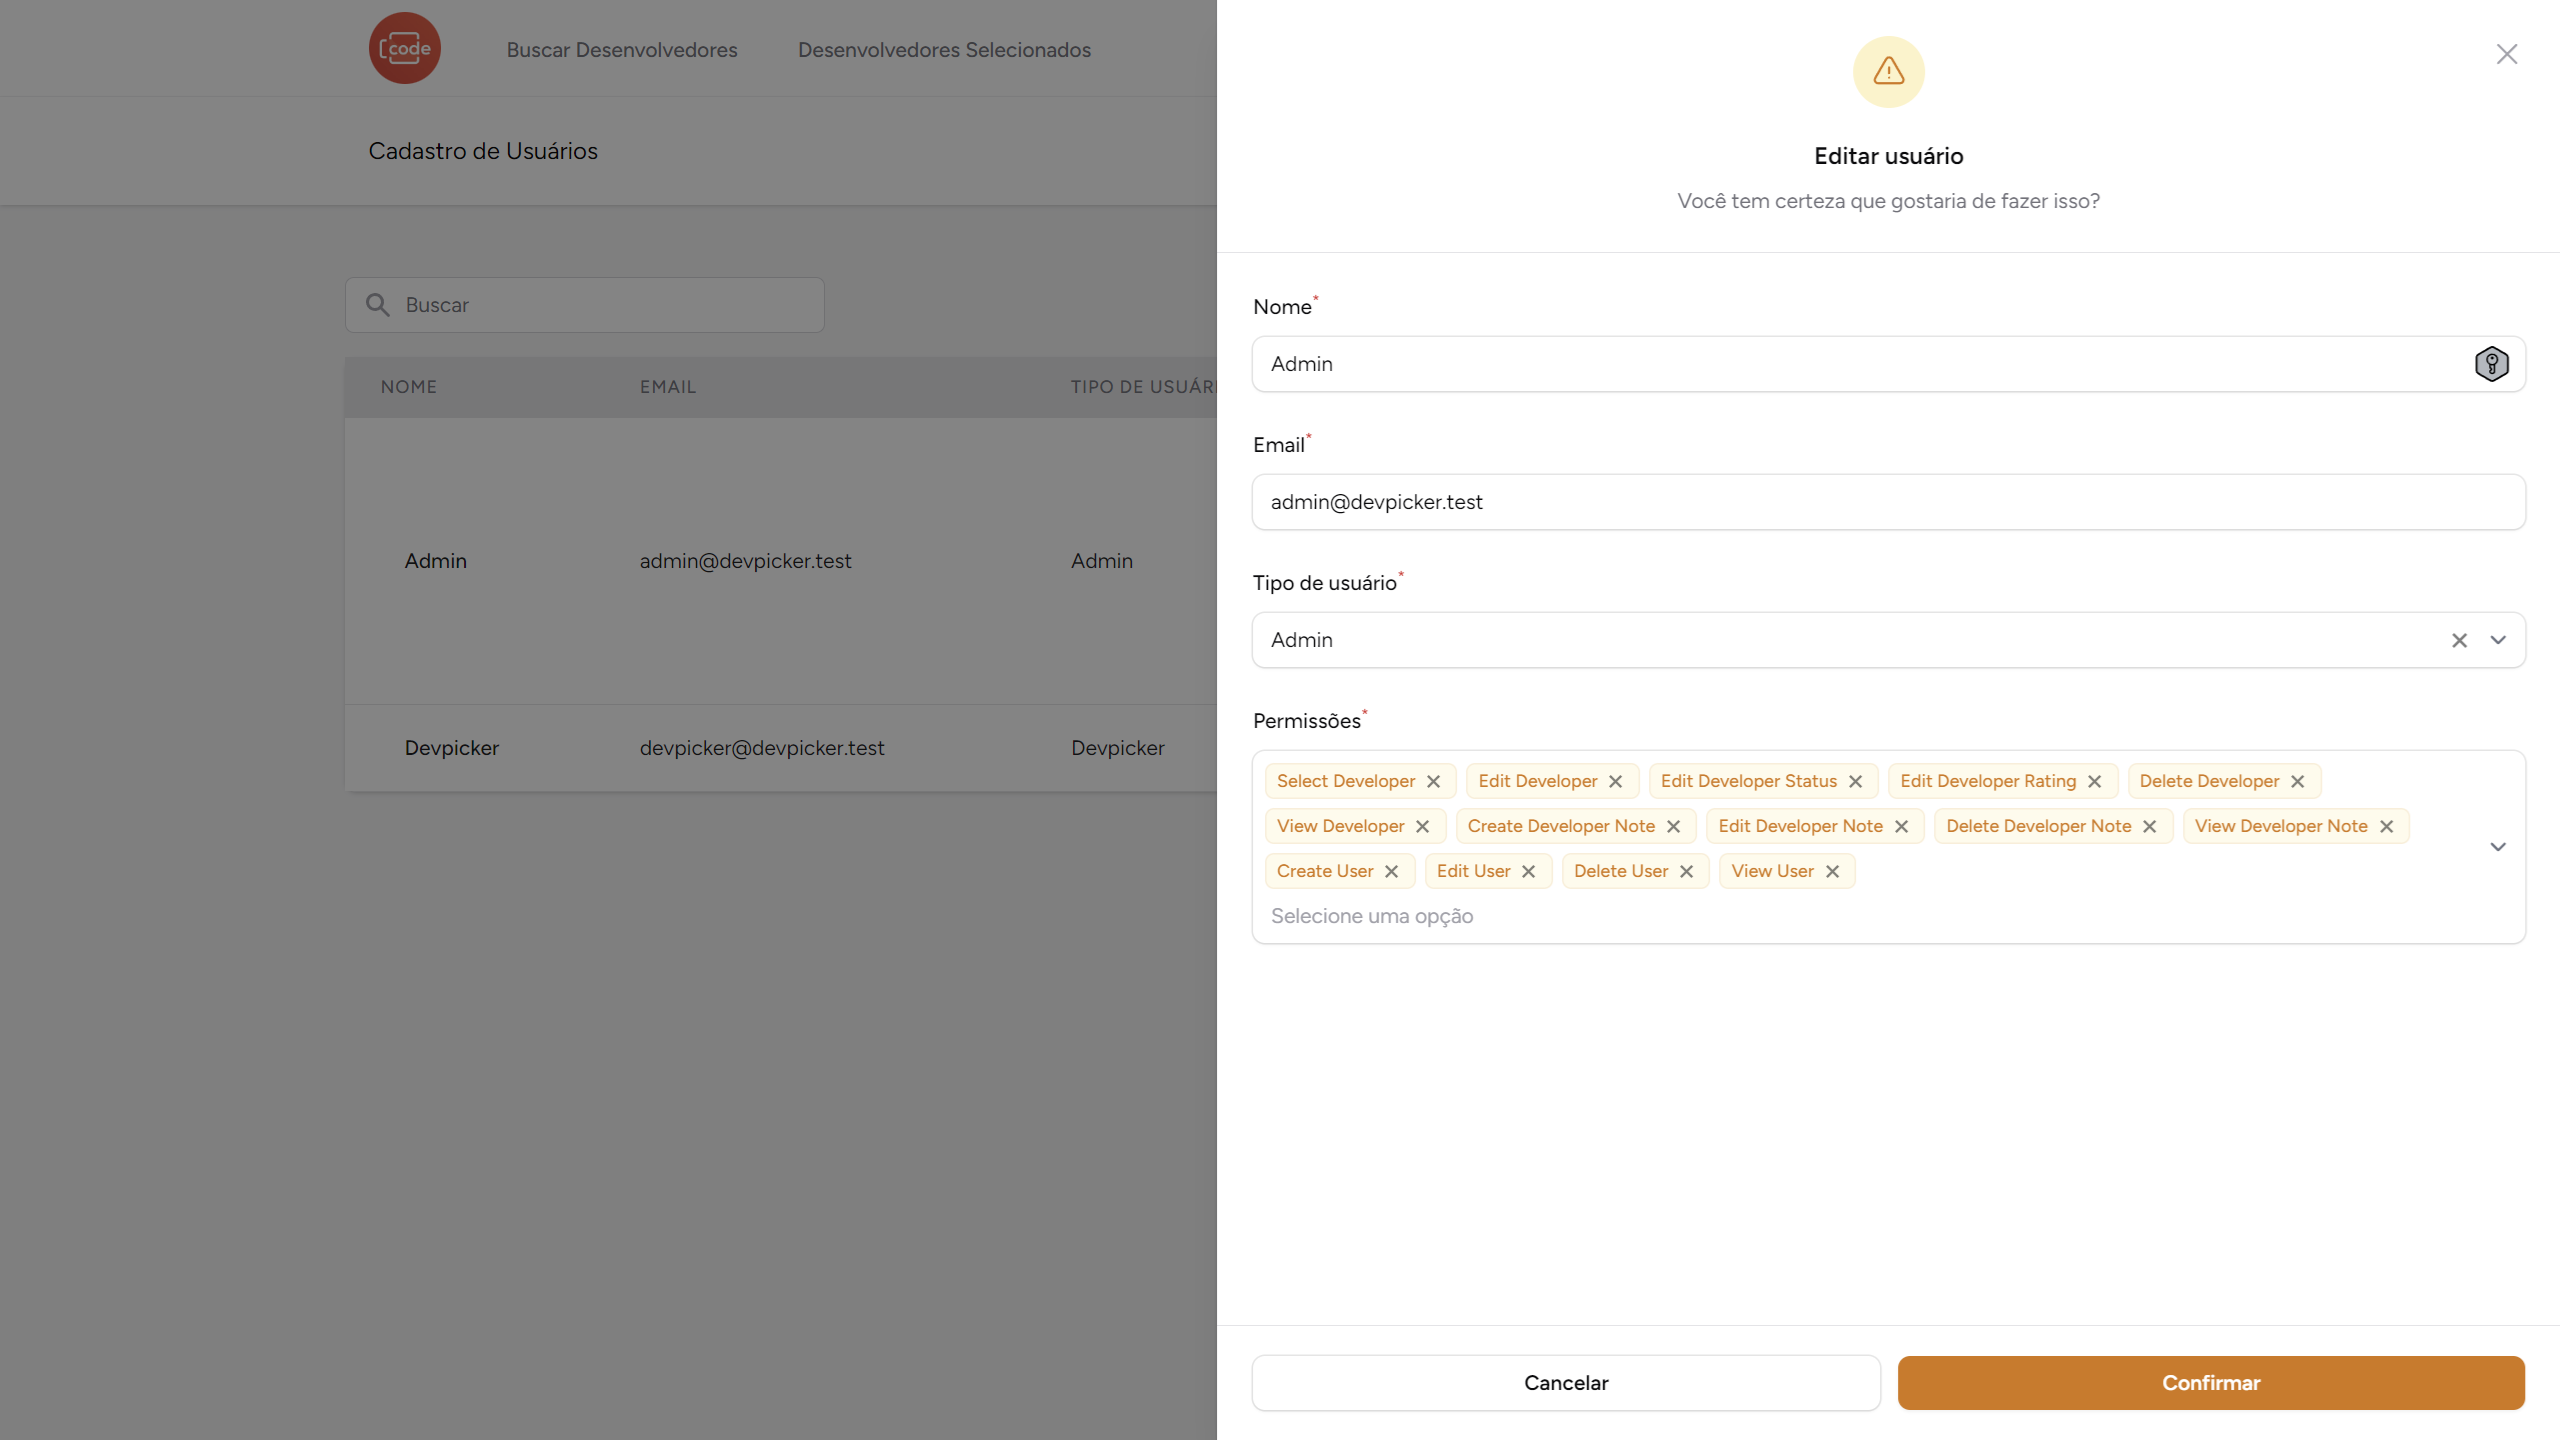 code
Buscar Desenvolvedores
Desenvolvedores Selecionados
Cadastro de Usuários
Buscar
NOME EMAIL TIPO DE USUÁR
Admin admin@devpicker.test Admin
Devpicker devpicker@devpicker.test Devpicker
Editar usuário
Você tem certeza que gostaria de fazer isso?
Nome*
Admin
Email*
admin@devpicker.test
Tipo de usuário*
Admin
Permissões*
Select Developer Edit Developer Edit Developer Status Edit Developer Rating Delete Developer
View Developer Create Developer Note Edit Developer Note Delete Developer Note View Developer Note
Create User Edit User Delete User View User
Selecione uma opção
Cancelar
Confirmar